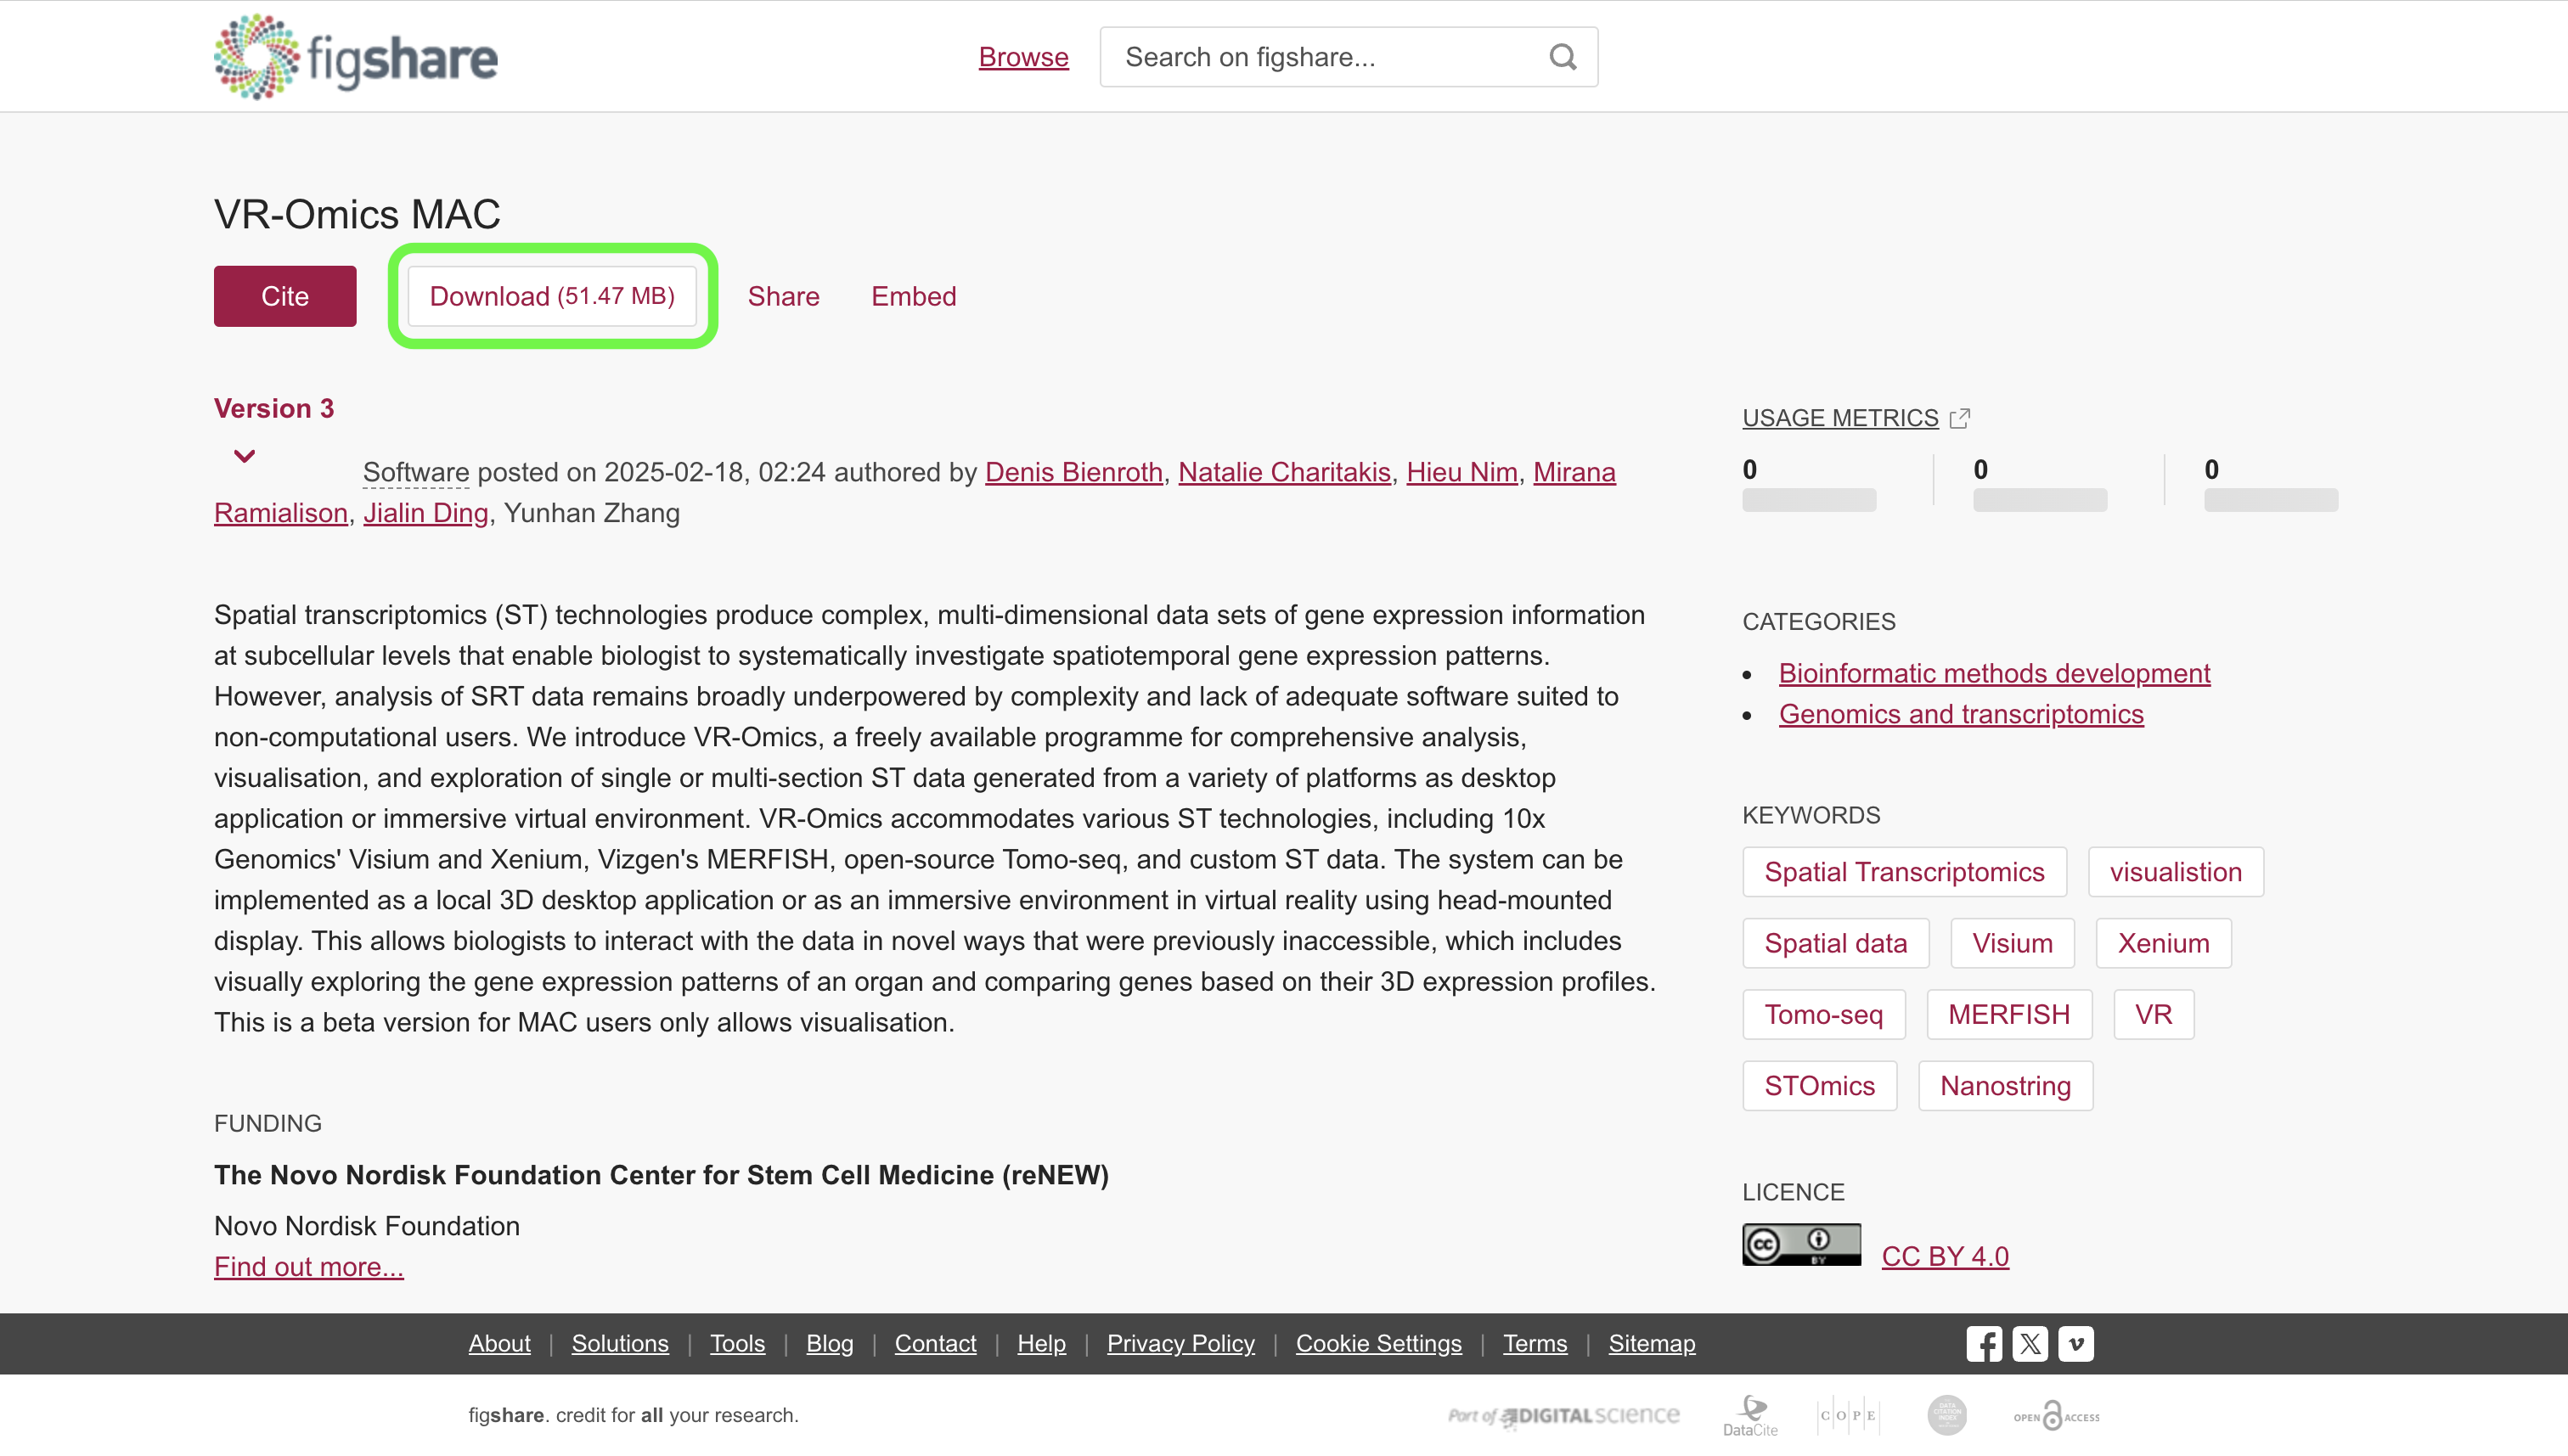 figshare
Browse
Search on figshare...
VR-Omics MAC
Cite
Download (51.47 MB)
Share
Embed
Version 3
Software posted on 2025-02-18, 02:24 authored by Denis Bienroth, Natalie Charitakis, Hieu Nim, Mirana
Ramialison, Jialin Ding, Yunhan Zhang
Spatial transcriptomics (ST) technologies produce complex, multi-dimensional data sets of gene expression information
at subcellular levels that enable biologist to systematically investigate spatiotemporal gene expression patterns.
However, analysis of SRT data remains broadly underpowered by complexity and lack of adequate software suited to
non-computational users. We introduce VR-Omics, a freely available programme for comprehensive analysis,
visualisation, and exploration of single or multi-section ST data generated from a variety of platforms as desktop
application or immersive virtual environment. VR-Omics accommodates various ST technologies, including 10x
Genomics' Visium and Xenium, Vizgen's MERFISH, open-source Tomo-seq, and custom ST data. The system can be
implemented as a local 3D desktop application or as an immersive environment in virtual reality using head-mounted
display. This allows biologists to interact with the data in novel ways that were previously inaccessible, which includes
visually exploring the gene expression patterns of an organ and comparing genes based on their 3D expression profiles.
This is a beta version for MAC users only allows visualisation.
FUNDING
The Novo Nordisk Foundation Center for Stem Cell Medicine (reNEW)
Novo Nordisk Foundation
Find out more...
USAGE METRICS
0 0 0
CATEGORIES
• Bioinformatic methods development
• Genomics and transcriptomics
KEYWORDS
Spatial Transcriptomics visualistion
Spatial data Visium Xenium
Tomo-seq MERFISH VR
STOmics Nanostring
LICENCE
cc BY CC BY 4.0
About | Solutions | Tools | Blog | Contact | Help | Privacy Policy | Cookie Settings | Terms | Sitemap
figshare. credit for all your research.
Part of DIGITAL science
DataCite
COPE
DATA CITATION INDEX
OPEN ACCESS